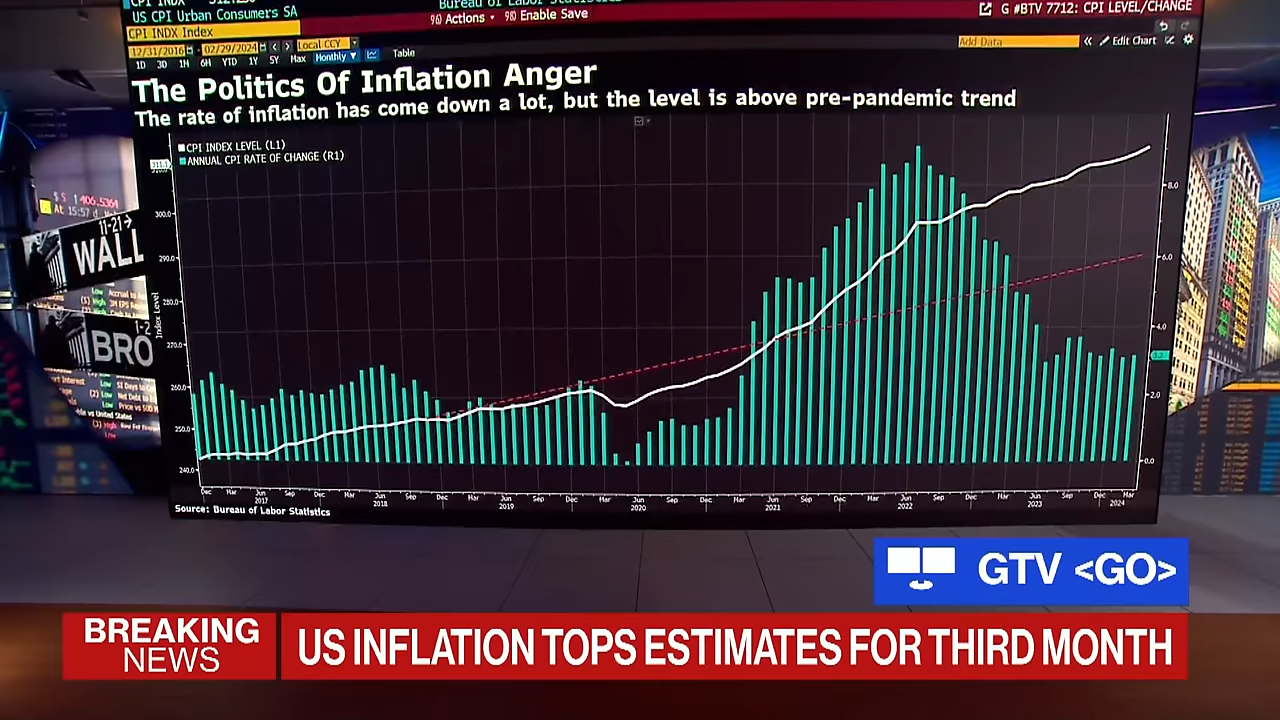 US CPI Urban Consumers SA
Bureau of Labor Statistics
CPI INDX Index
90) Actions
98) Enable Save
G #BTV 7712: CPI LEVEL/CHANGE
12/31/2016
02/29/2024
Local CCY
Add Data
Edit Chart
1D 3D 1M 6M YTD 1Y 5Y Max Monthly ▼ Table
The Politics Of Inflation Anger
The rate of inflation has come down a lot, but the level is above pre-pandemic trend
CPI INDEX LEVEL (L1)
ANNUAL CPI RATE OF CHANGE (R1)
300.0
290.0
280.0
270.0
260.0
250.0
240.0
Index Level
8.0
6.0
4.0
2.0
0.0
Dec Mar Jun Sep Dec Mar Jun Sep Dec Mar Jun Sep Dec Mar Jun Sep Dec Mar Jun Sep Dec Mar Jun Sep Dec Mar Jun Sep Dec Mar
2017 2018 2019 2020 2021 2022 2023 2024
Source: Bureau of Labor Statistics
11-21
WALL
1-2
BRO
GTV <GO>
BREAKING
NEWS
US INFLATION TOPS ESTIMATES FOR THIRD MONTH